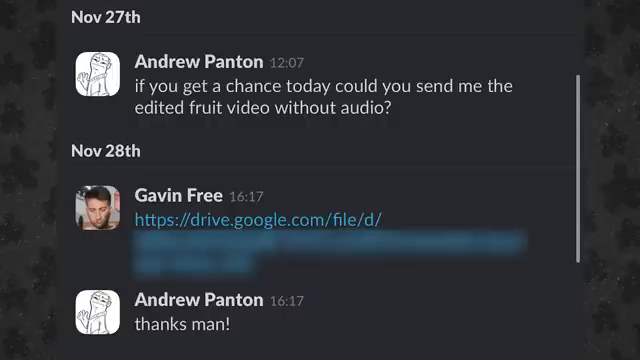 Nov 27th
Andrew Panton 12:07
if you get a chance today could you send me the
edited fruit video without audio?
Nov 28th
Gavin Free 16:17
https://drive.google.com/file/d/
Andrew Panton 16:17
thanks man!